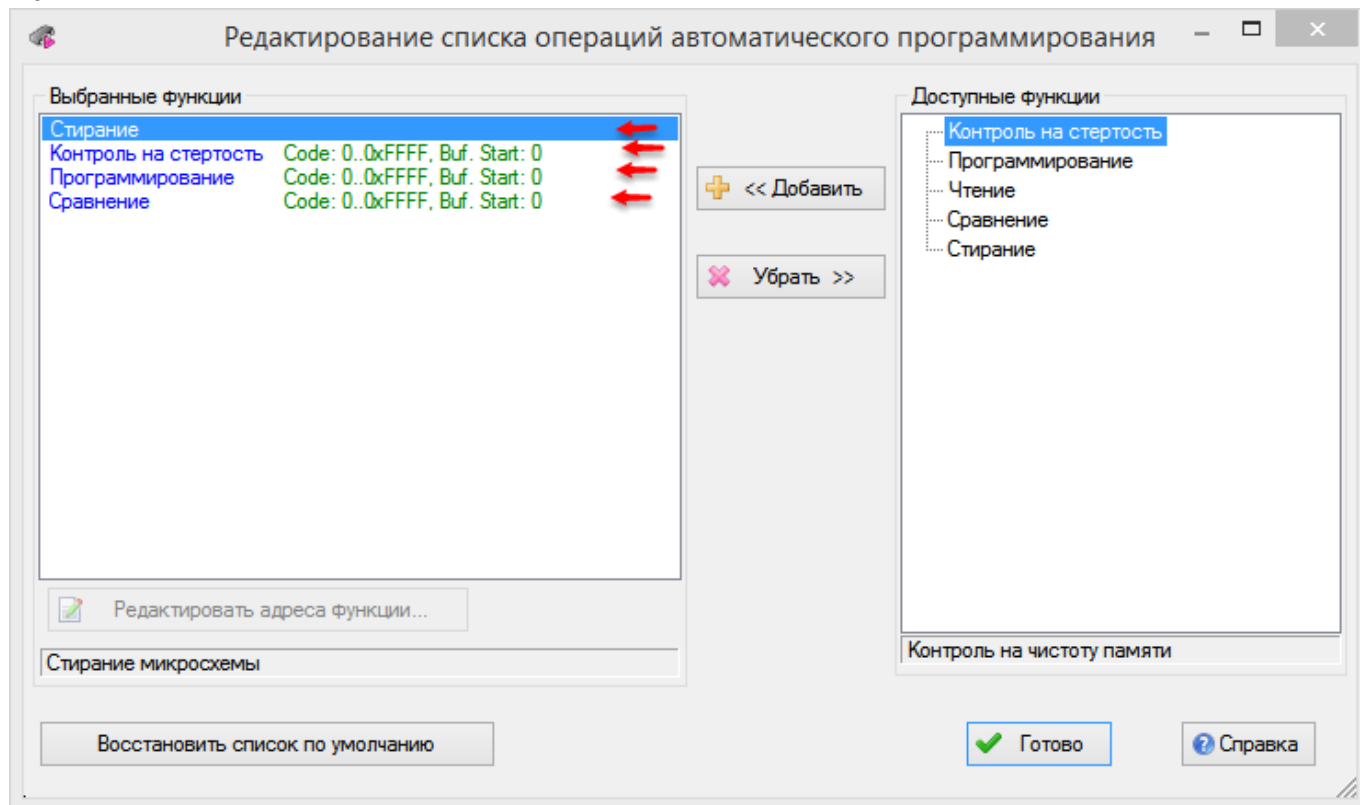 Редактирование списка операций автоматического программирования
Выбранные функции
Стирание
Контроль на стертость Code: 0..0xFFFF, Buf. Start: 0
Программирование Code: 0..0xFFFF, Buf. Start: 0
Сравнение Code: 0..0xFFFF, Buf. Start: 0
Редактировать адреса функции...
Стирание микросхемы
<< Добавить
Убрать >>
Доступные функции
Контроль на стертость
Программирование
Чтение
Сравнение
Стирание
Контроль на чистоту памяти
Восстановить список по умолчанию
Готово
Справка